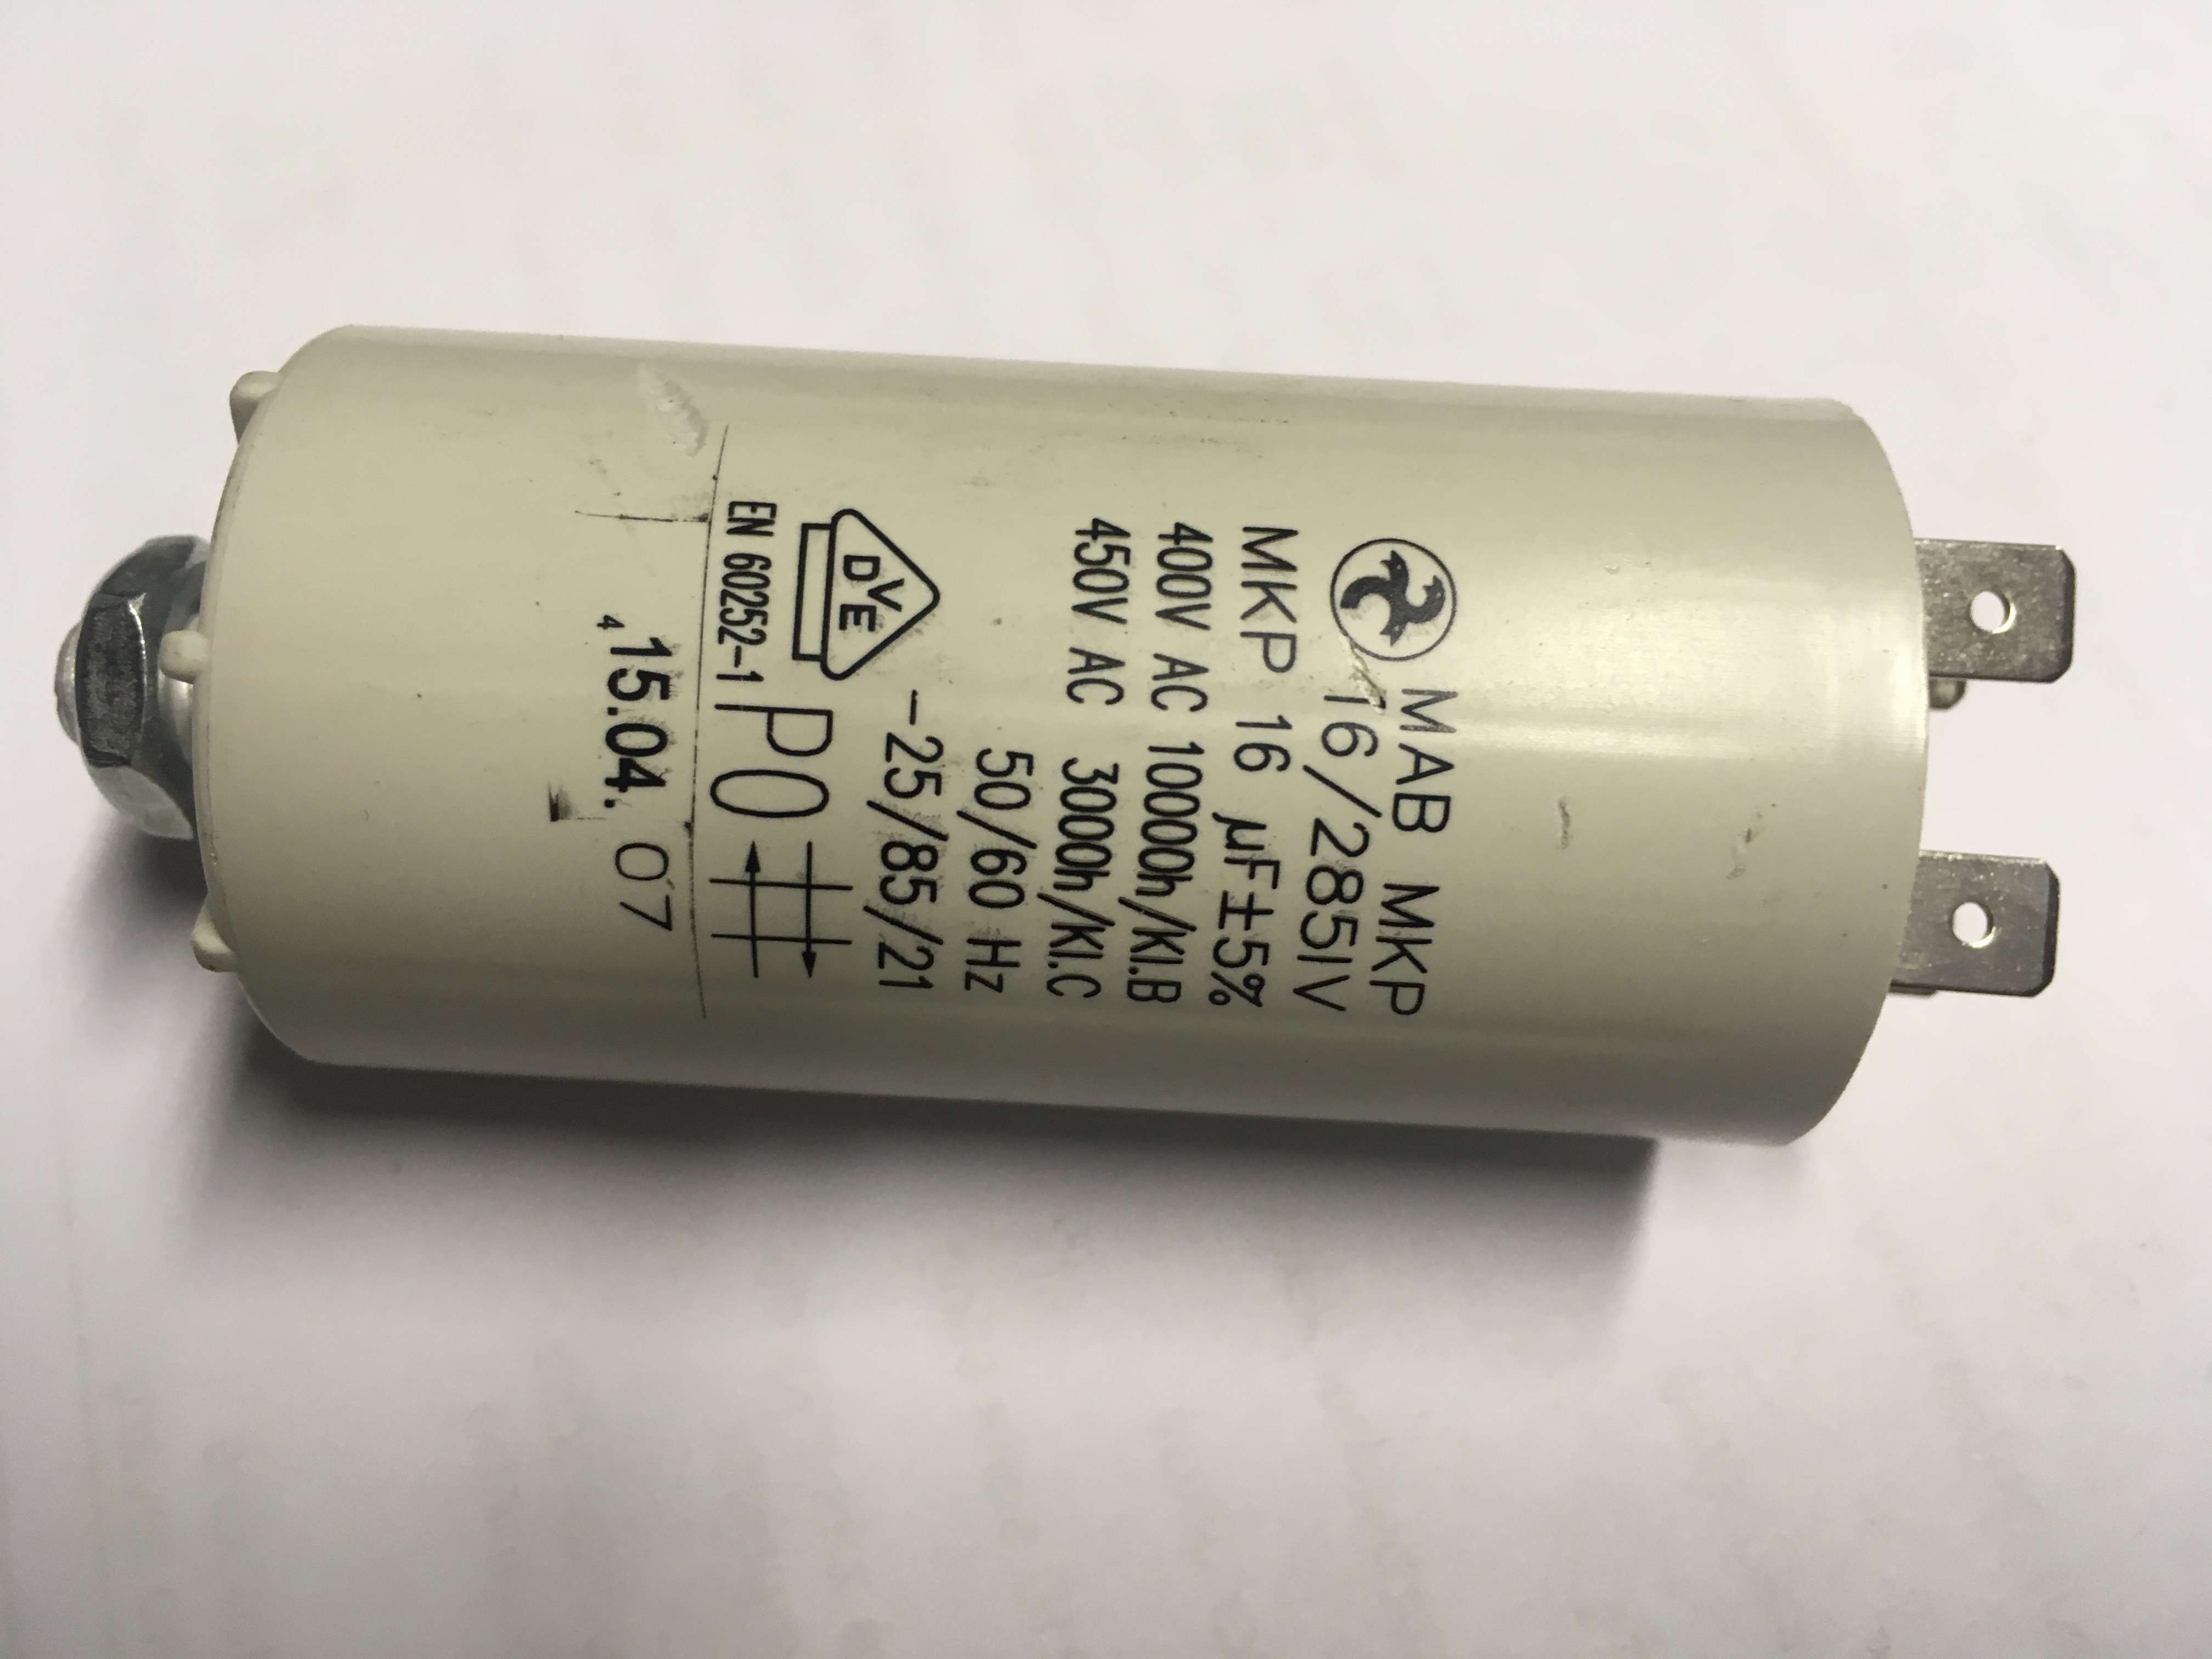 MAB MKP
16/285IV
MKP 16 µF±5%
400V AC 10000h/Kl.B
450V AC 3000h/Kl.C
50/60 Hz
-25/85/21
DVE
EN 60252-1 P0
4 15.04. 07